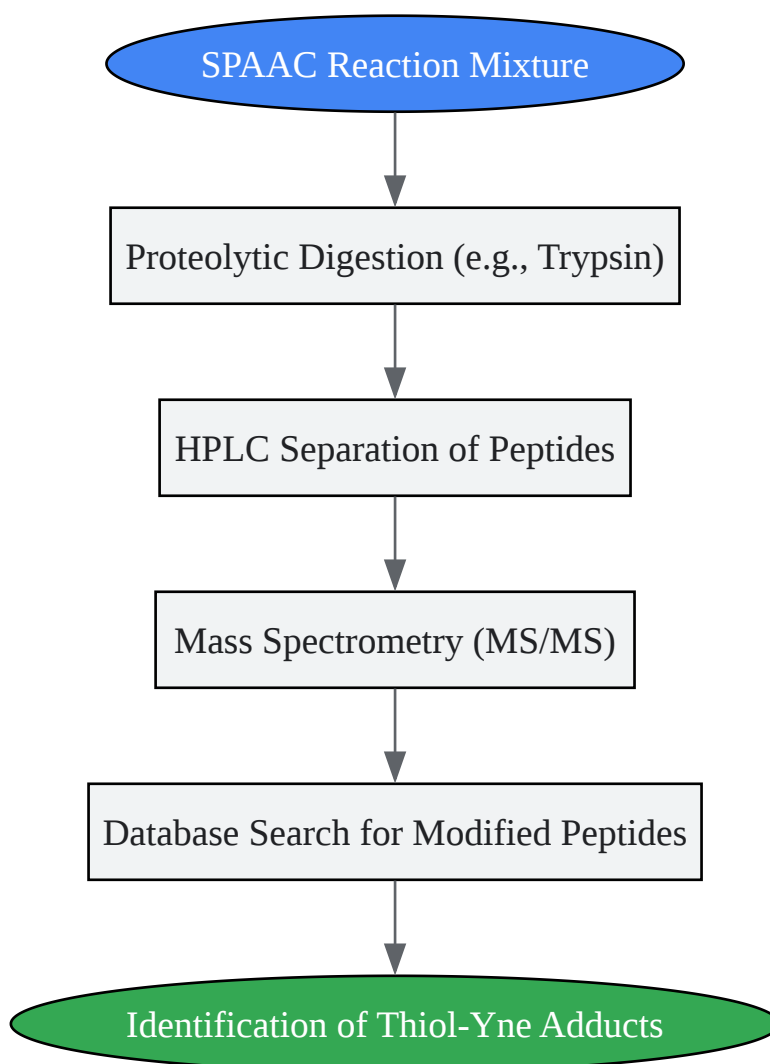 SPAAC Reaction Mixture
Proteolytic Digestion (e.g., Trypsin)
HPLC Separation of Peptides
Mass Spectrometry (MS/MS)
Database Search for Modified Peptides
Identification of Thiol-Yne Adducts